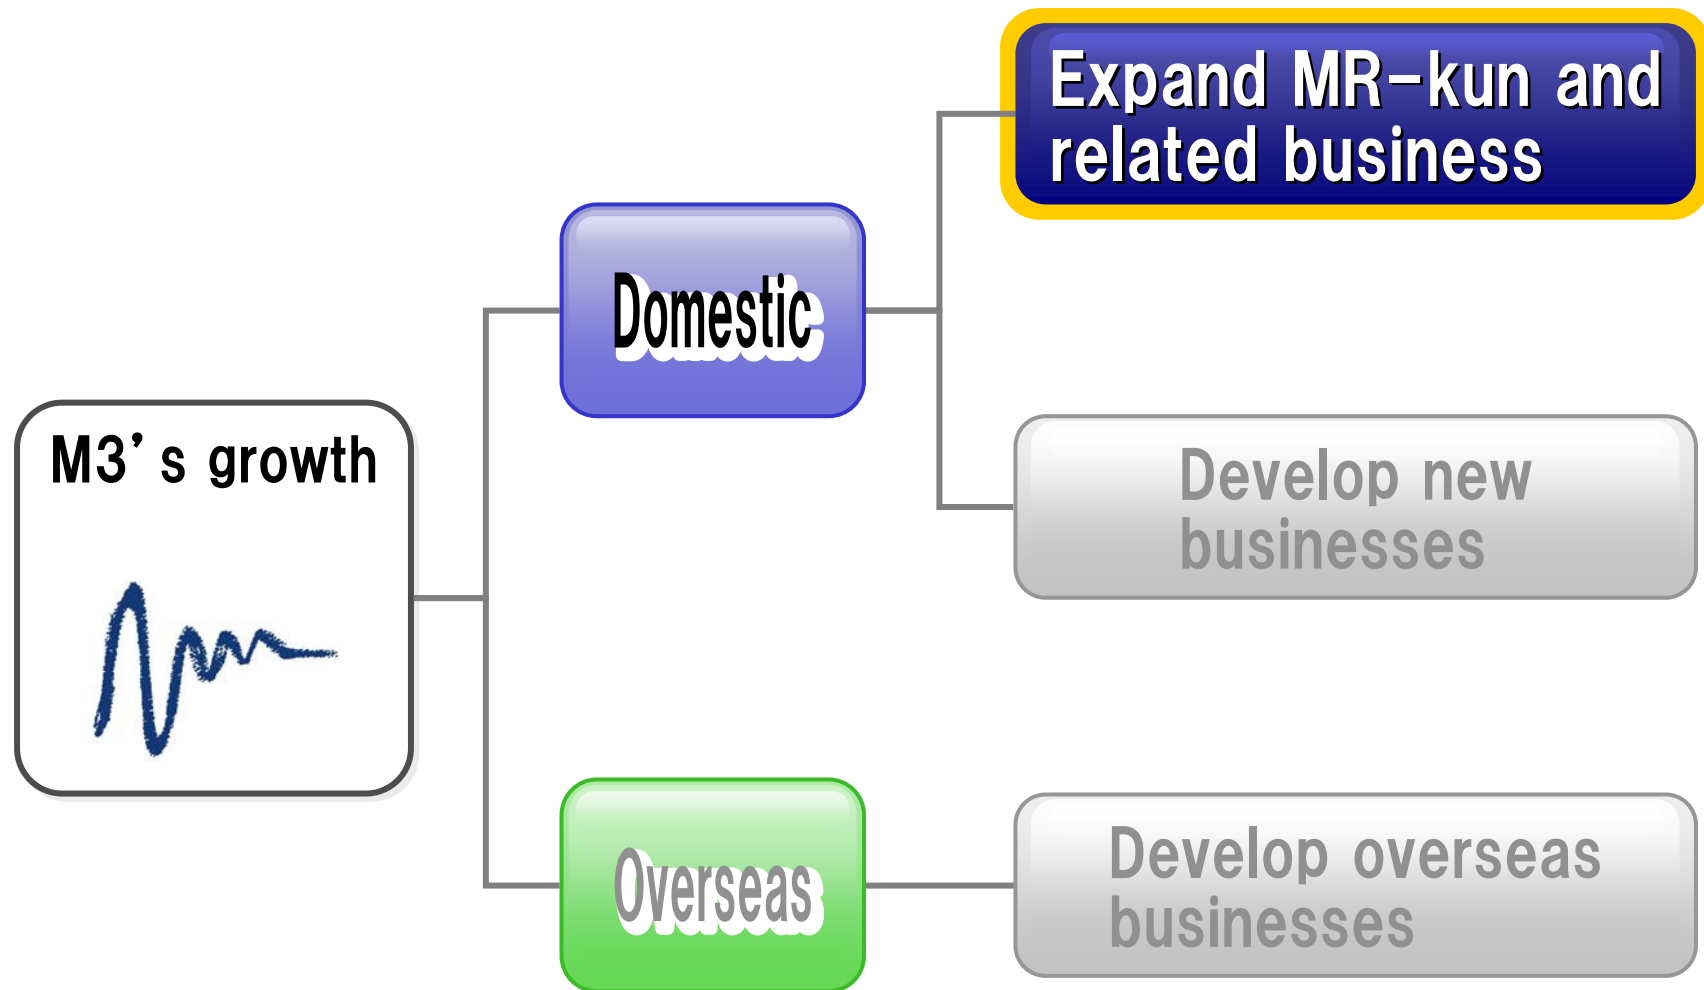 Expand MR-kun and
related business
Domestic
M3's growth
Develop new
businesses
Overseas
Develop overseas
businesses